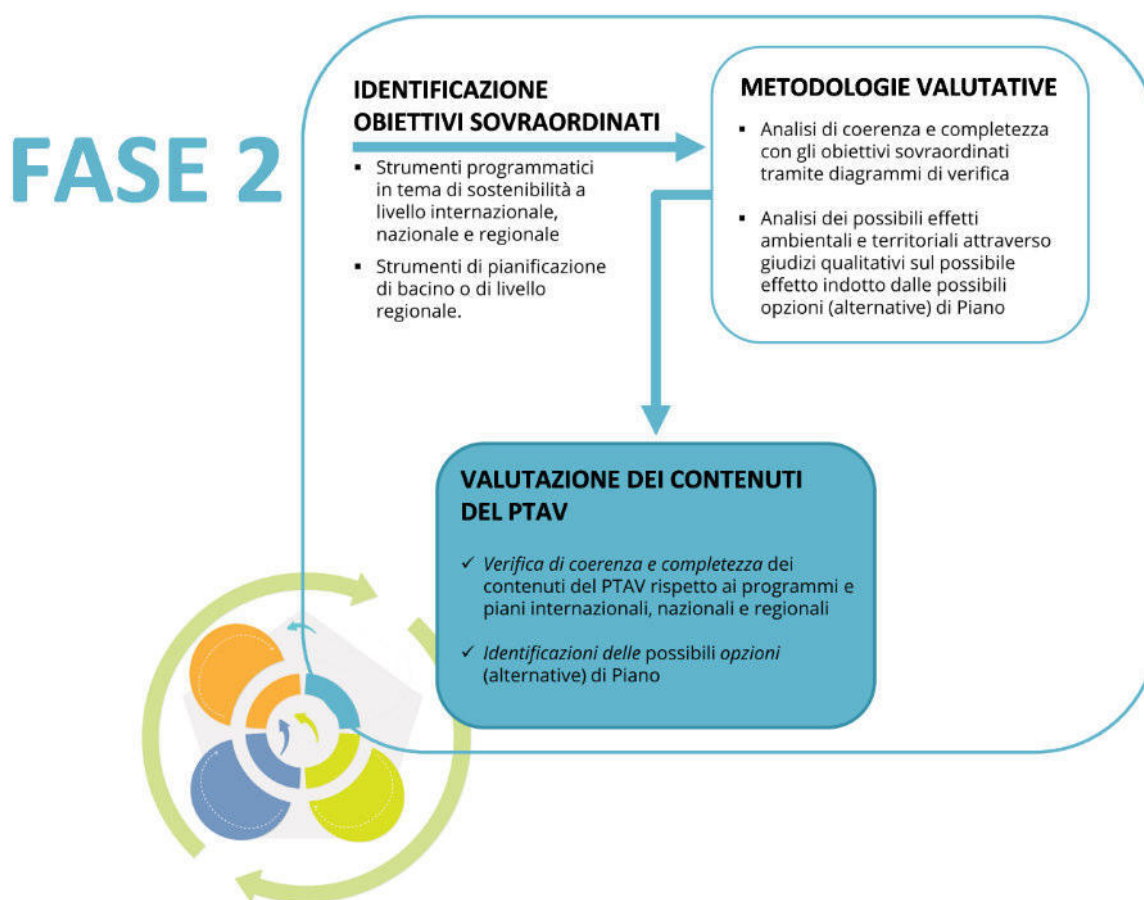 FASE 2
IDENTIFICAZIONE
OBIETTIVI SOVRAORDINATI
▪ Strumenti programmatici
in tema di sostenibilità a
livello internazionale,
nazionale e regionale
▪ Strumenti di pianificazione
di bacino o di livello
regionale.
METODOLOGIE VALUTATIVE
▪ Analisi di coerenza e completezza
con gli obiettivi sovraordinati
tramite diagrammi di verifica
▪ Analisi dei possibili effetti
ambientali e territoriali attraverso
giudizi qualitativi sul possibile
effetto indotto dalle possibili
opzioni (alternative) di Piano
VALUTAZIONE DEI CONTENUTI
DEL PTAV
✓ Verifica di coerenza e completezza dei
contenuti del PTAV rispetto ai programmi e
piani internazionali, nazionali e regionali
✓ Identificazioni delle possibili opzioni
(alternative) di Piano